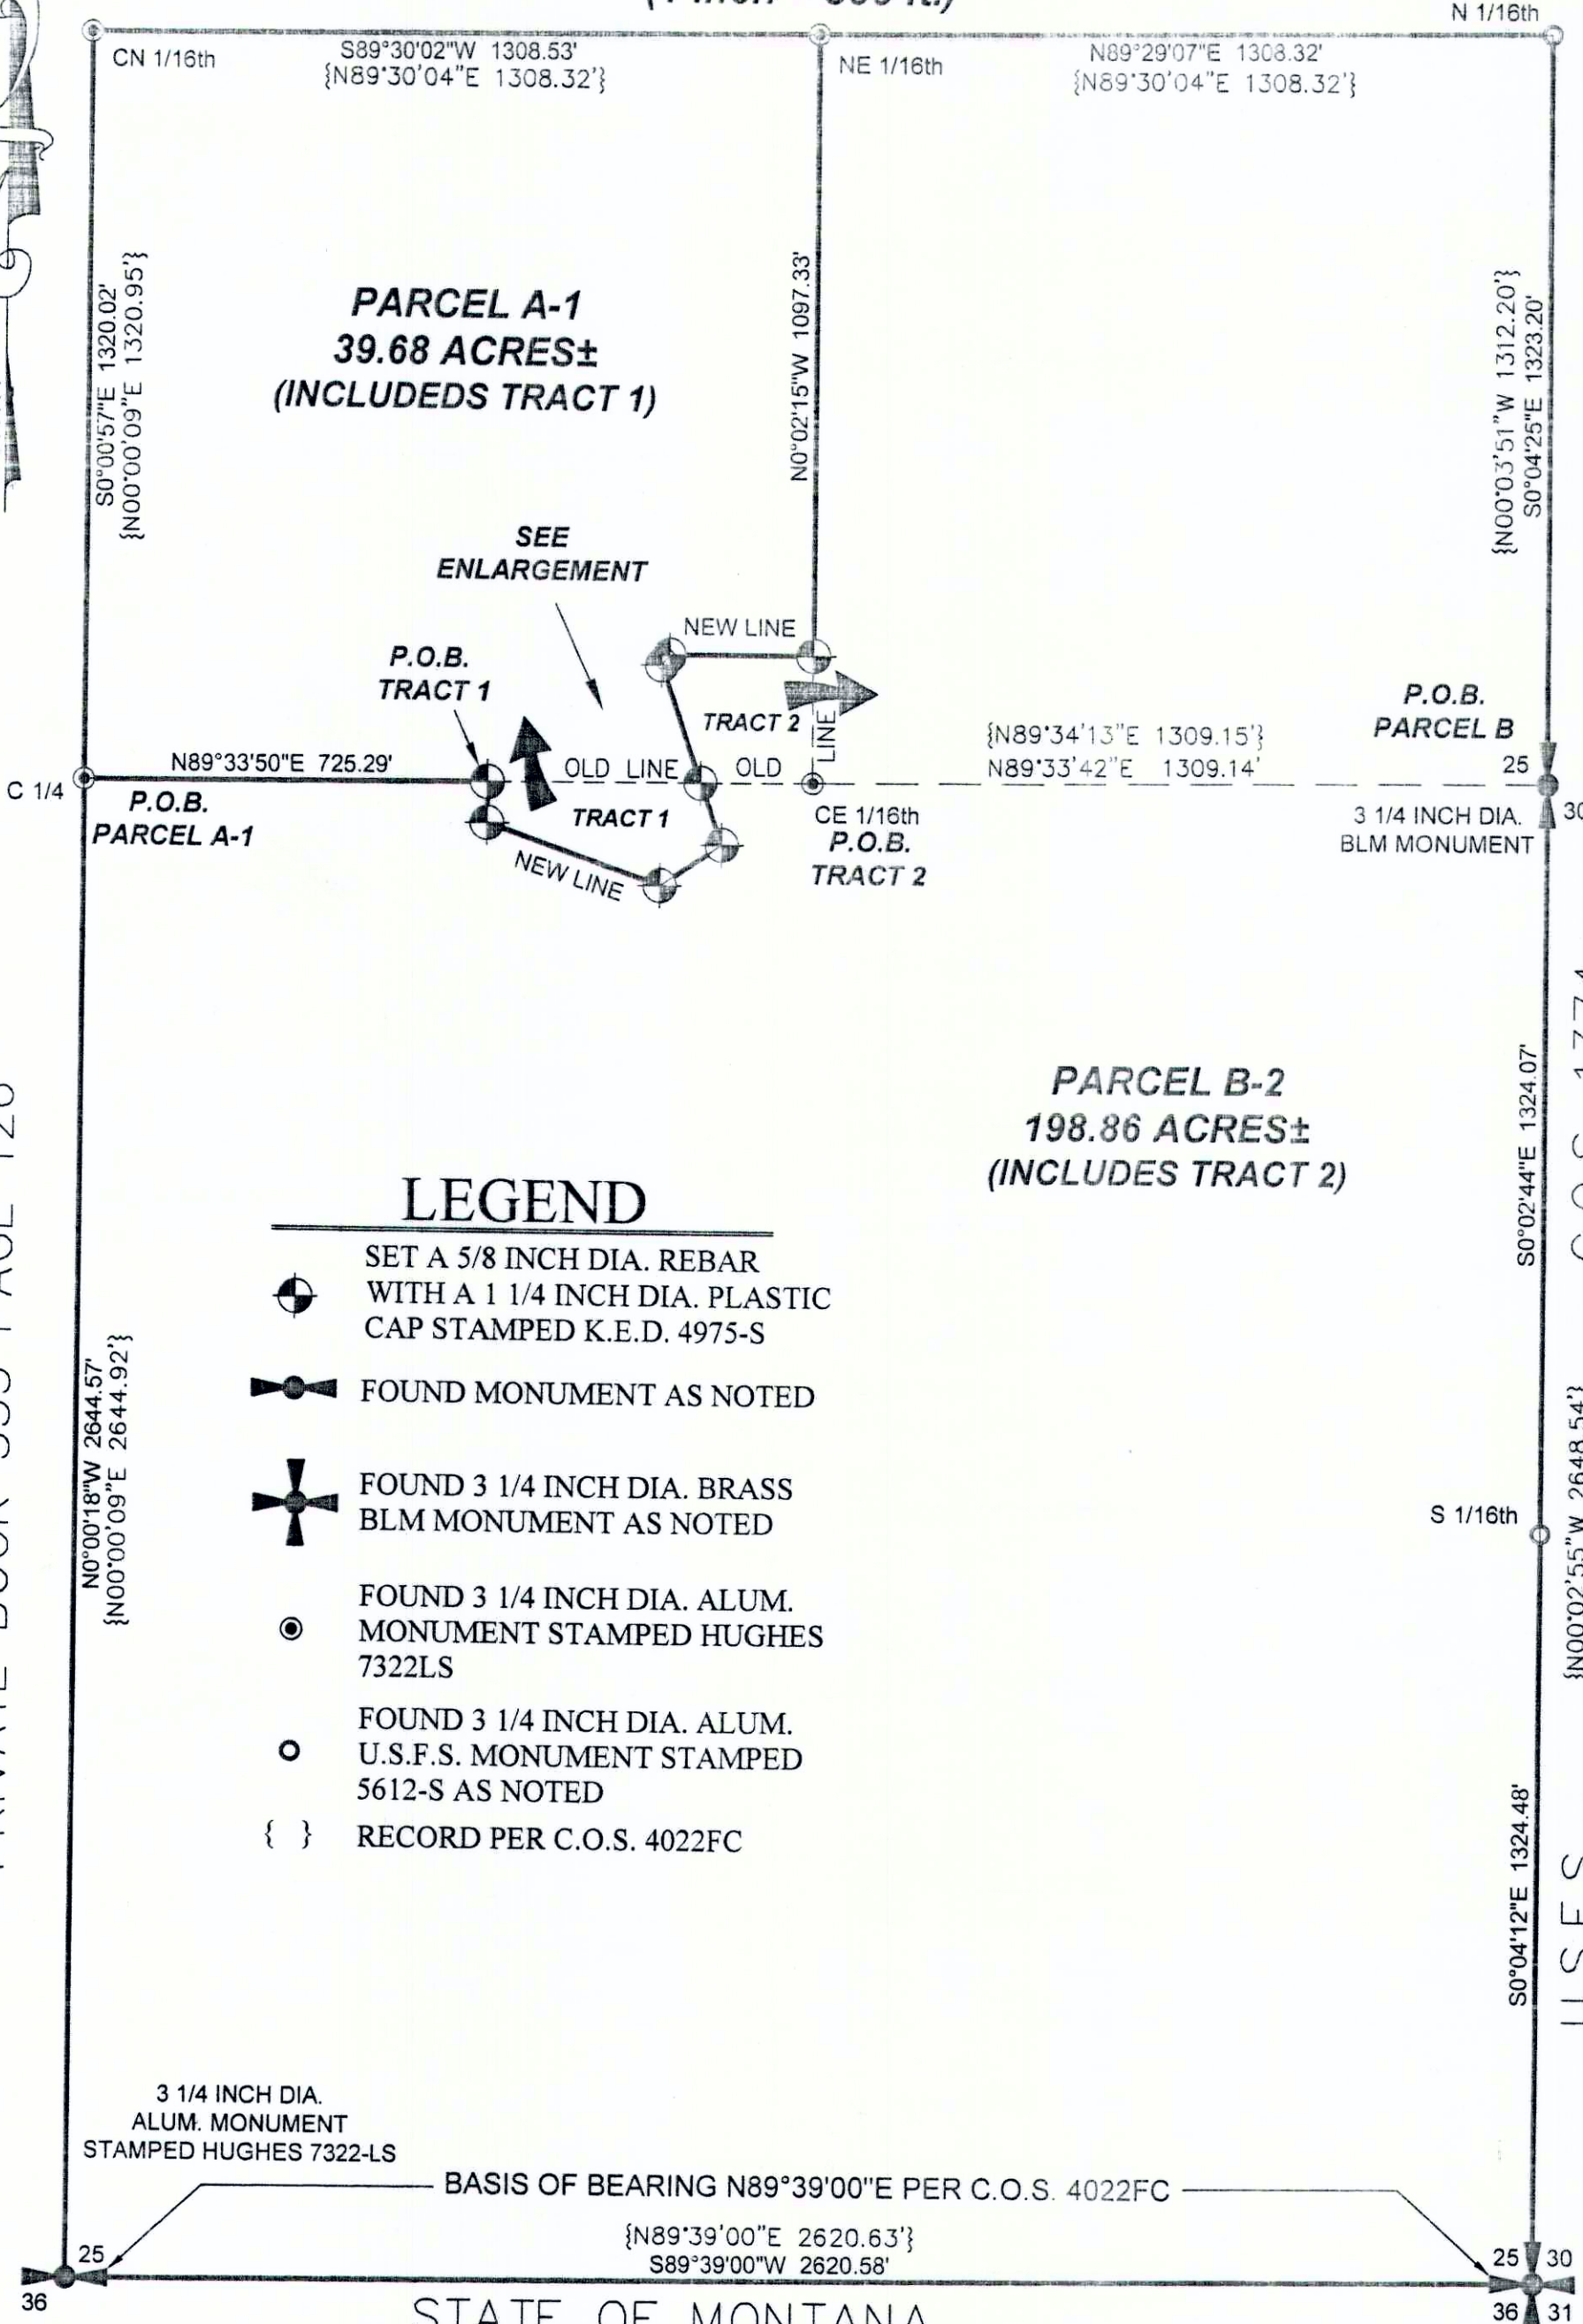 N 1/16th
CN 1/16th
S89°30'02"W 1308.53'
{N89°30'04"E 1308.32'}
NE 1/16th
N89°29'07"E 1308.32'
{N89°30'04"E 1308.32'}
S0°00'57"E 1320.02'
{N00°00'09"E 1320.95'}
PARCEL A-1
39.68 ACRES±
(INCLUDEDS TRACT 1)
N0°02'15"W 1097.33'
{N00°03'51"W 1312.20'}
S0°04'25"E 1323.20'
SEE
ENLARGEMENT
NEW LINE
P.O.B.
TRACT 1
TRACT 2
LINE
P.O.B.
PARCEL B
{N89°34'13"E 1309.15'}
N89°33'42"E 1309.14'
N89°33'50"E 725.29'
OLD LINE
OLD
25
C 1/4
P.O.B.
PARCEL A-1
TRACT 1
NEW LINE
CE 1/16th
P.O.B.
TRACT 2
3 1/4 INCH DIA.
BLM MONUMENT
30
PARCEL B-2
198.86 ACRES±
(INCLUDES TRACT 2)
S0°02'44"E 1324.07'
LEGEND
SET A 5/8 INCH DIA. REBAR
WITH A 1 1/4 INCH DIA. PLASTIC
CAP STAMPED K.E.D. 4975-S
FOUND MONUMENT AS NOTED
FOUND 3 1/4 INCH DIA. BRASS
BLM MONUMENT AS NOTED
FOUND 3 1/4 INCH DIA. ALUM.
MONUMENT STAMPED HUGHES
7322LS
FOUND 3 1/4 INCH DIA. ALUM.
U.S.F.S. MONUMENT STAMPED
5612-S AS NOTED
{ } RECORD PER C.O.S. 4022FC
N0°00'18"W 2644.57'
{N00°00'09"E 2644.92'}
S 1/16th
{N00°02'55"W 2648.54'}
S0°04'12"E 1324.48'
3 1/4 INCH DIA.
ALUM. MONUMENT
STAMPED HUGHES 7322-LS
BASIS OF BEARING N89°39'00"E PER C.O.S. 4022FC
{N89°39'00"E 2620.63'}
S89°39'00"W 2620.58'
25
36
25 30
36 31
STATE OF MONTANA